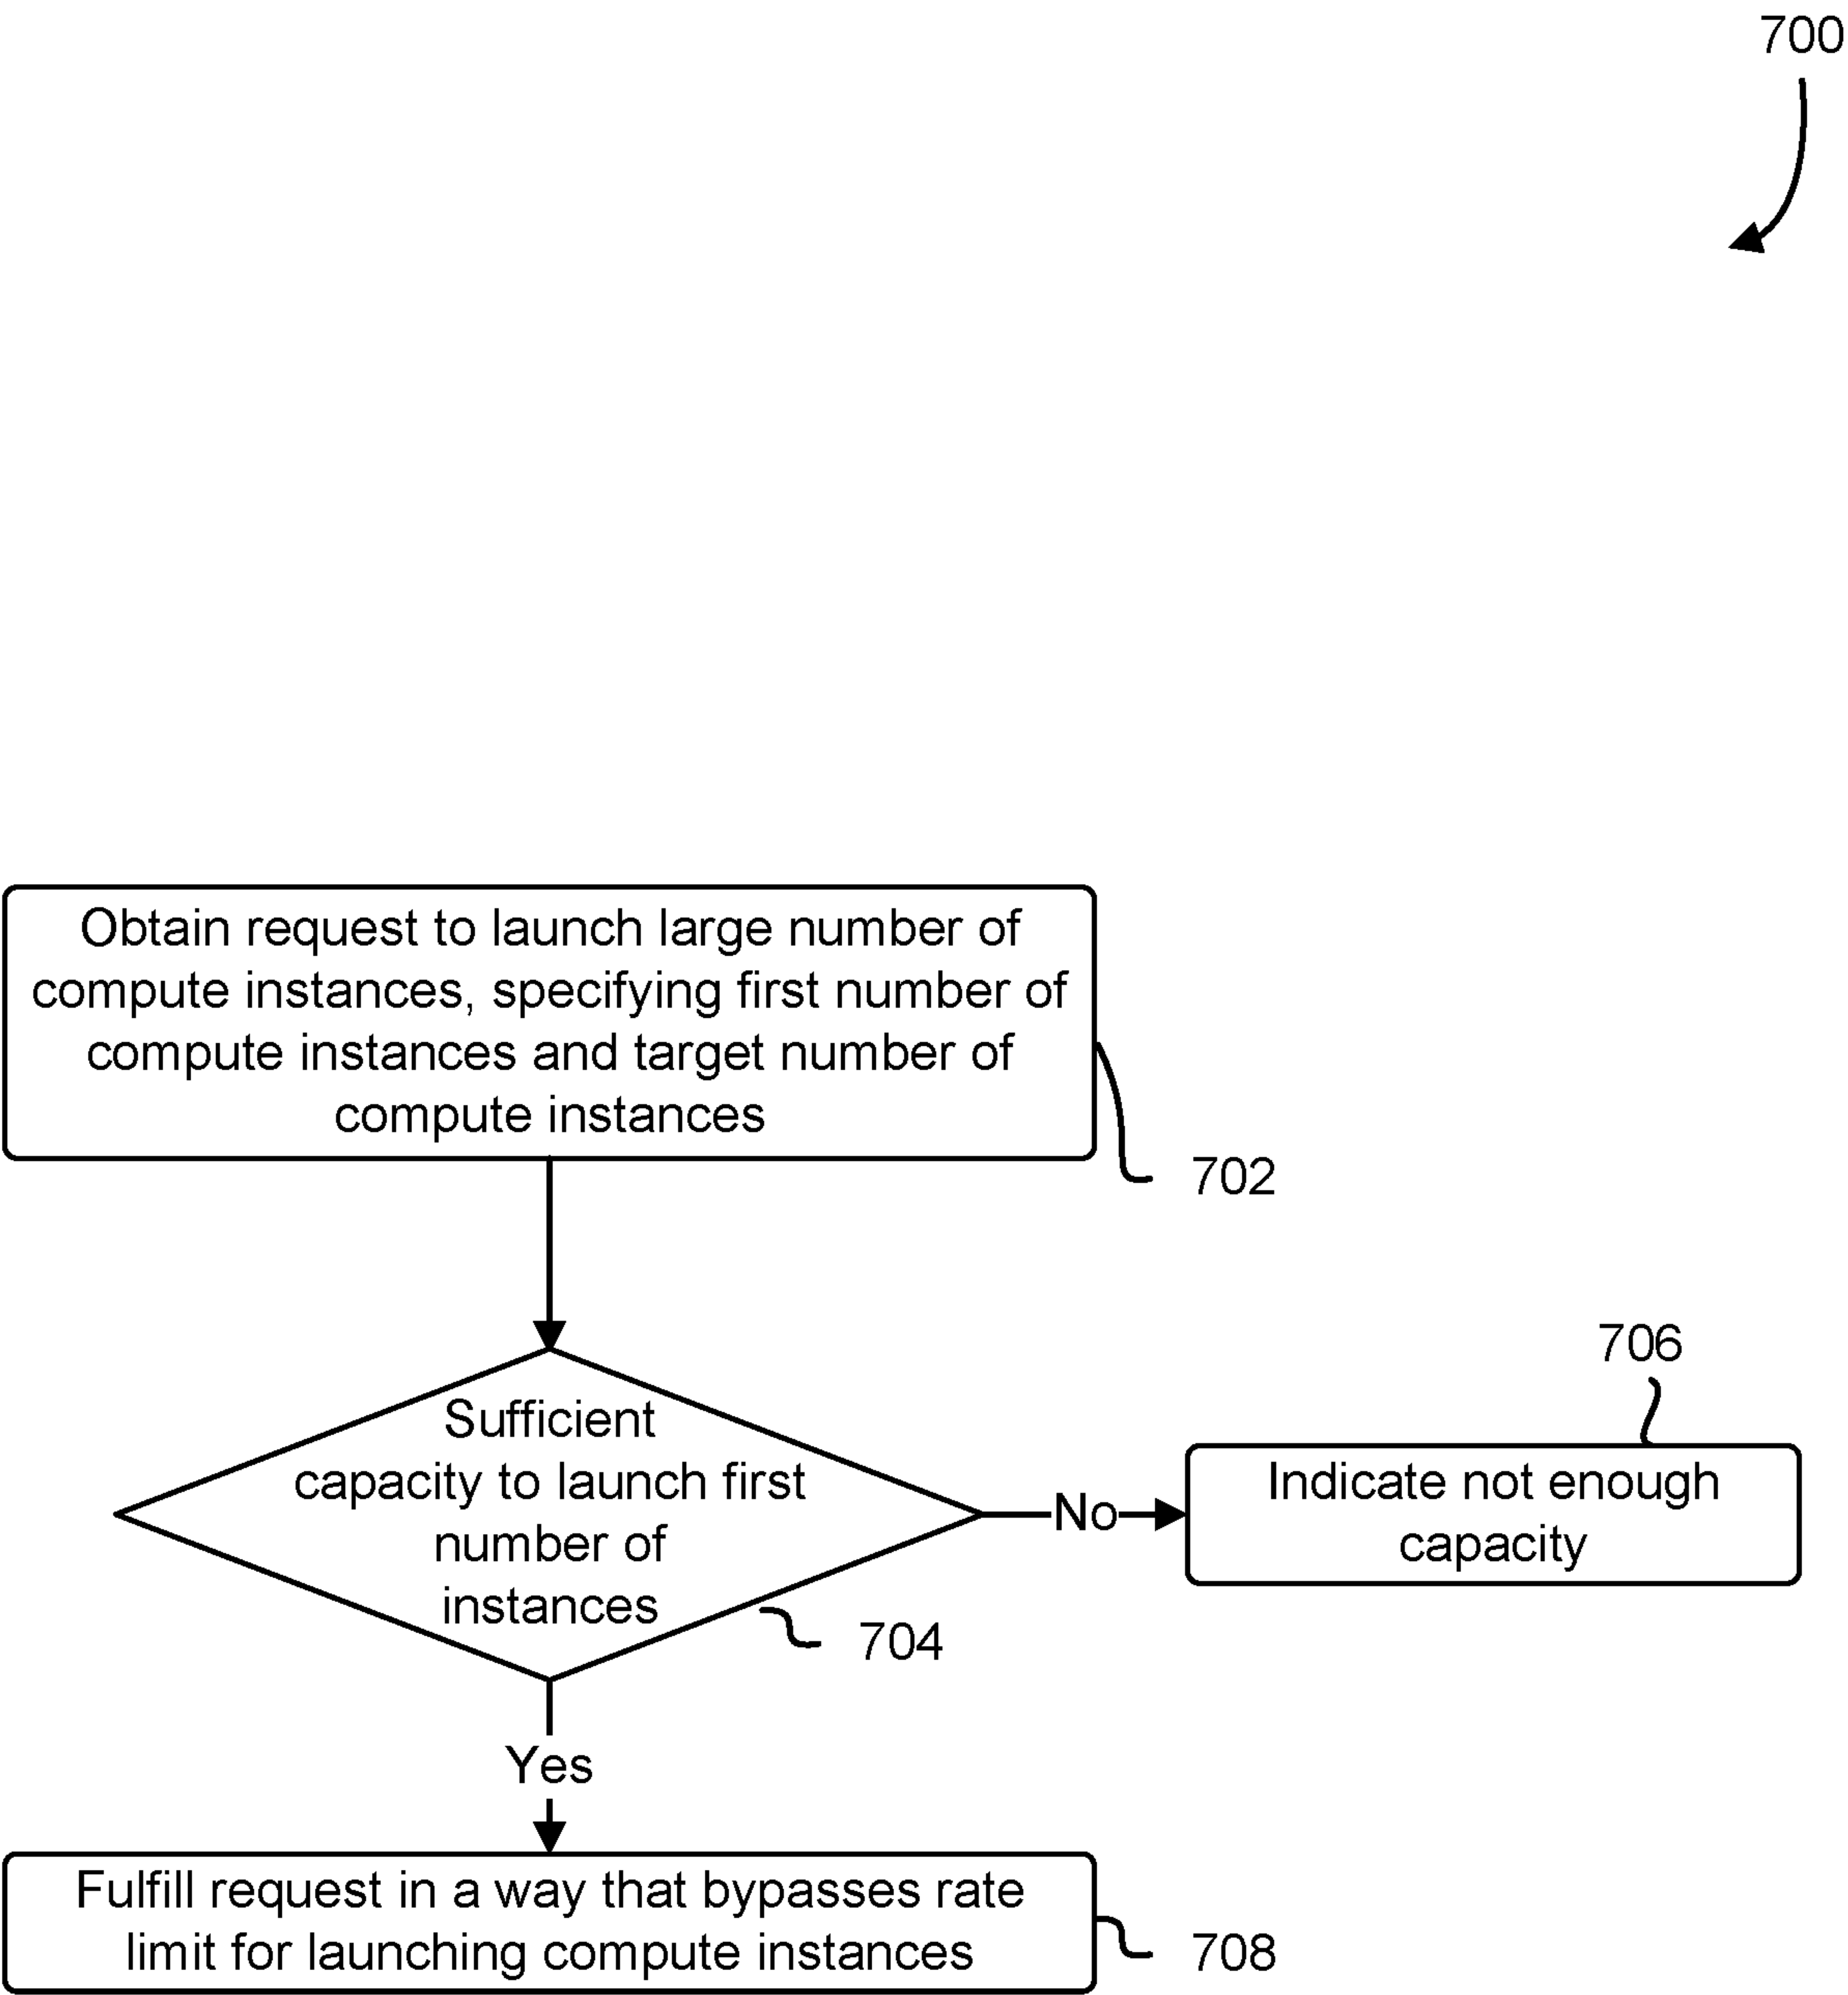 700
Obtain request to launch large number of
compute instances, specifying first number of
compute instances and target number of
compute instances
702
Sufficient
capacity to launch first
number of
instances
704
No
706
Indicate not enough
capacity
Yes
Fulfill request in a way that bypasses rate
limit for launching compute instances
708